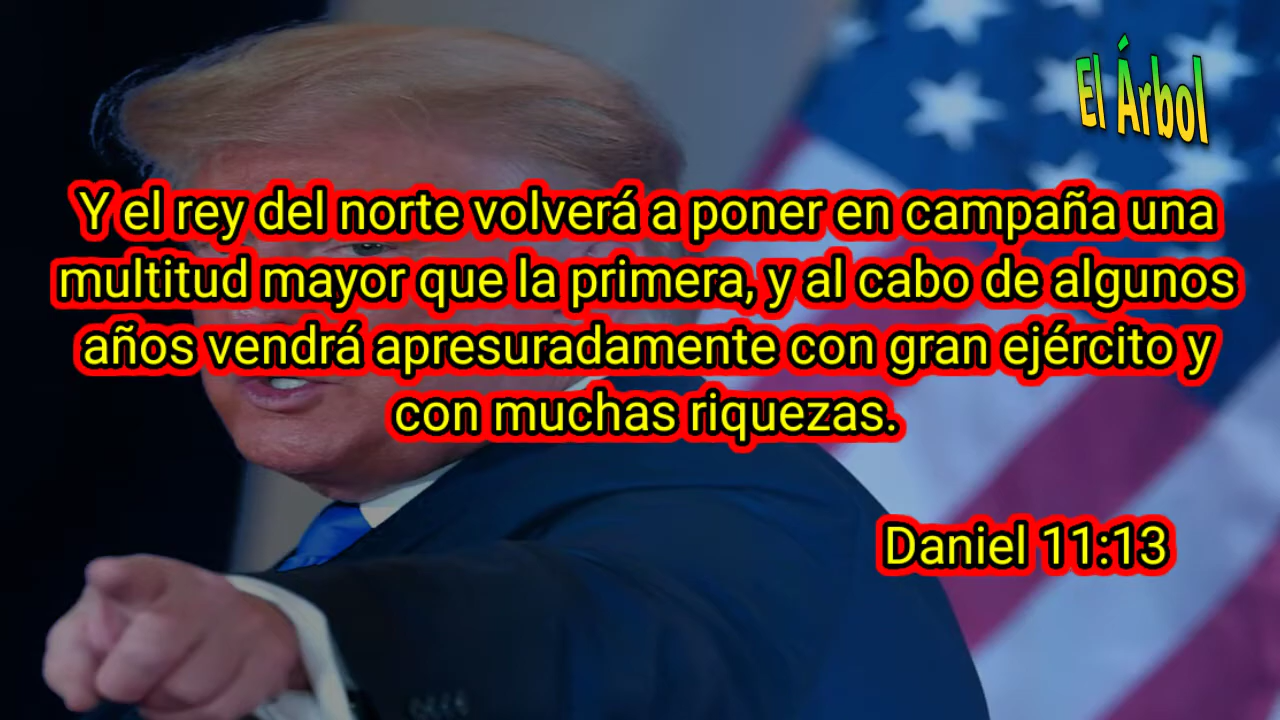 El Árbol
Y el rey del norte volverá a poner en campaña una
multitud mayor que la primera, y al cabo de algunos
años vendrá apresuradamente con gran ejército y
con muchas riquezas.
Daniel 11:13